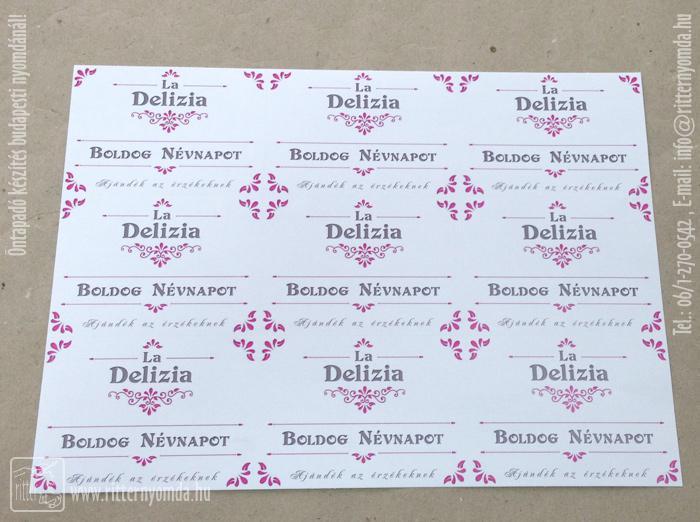 La La La
Delizia Delizia Delizia
Boldog Névnapot Boldog Névnapot Boldog Névnapot
Ajándék az érzékeknek Ajándék az érzékeknek Ajándék az érzékeknek
La La La
Delizia Delizia Delizia
Boldog Névnapot Boldog Névnapot Boldog Névnapot
Ajándék az érzékeknek Ajándék az érzékeknek Ajándék az érzékeknek
La La La
Delizia Delizia Delizia
Boldog Névnapot Boldog Névnapot Boldog Névnapot
Ajándék az érzékeknek Ajándék az érzékeknek Ajándék az érzékeknek
Öntapadó készítés budapesti nyomdánál!
Tel.: 06/1-270-0542 E-mail: info@ritternyomda.hu
ritter
www.ritternyomda.hu